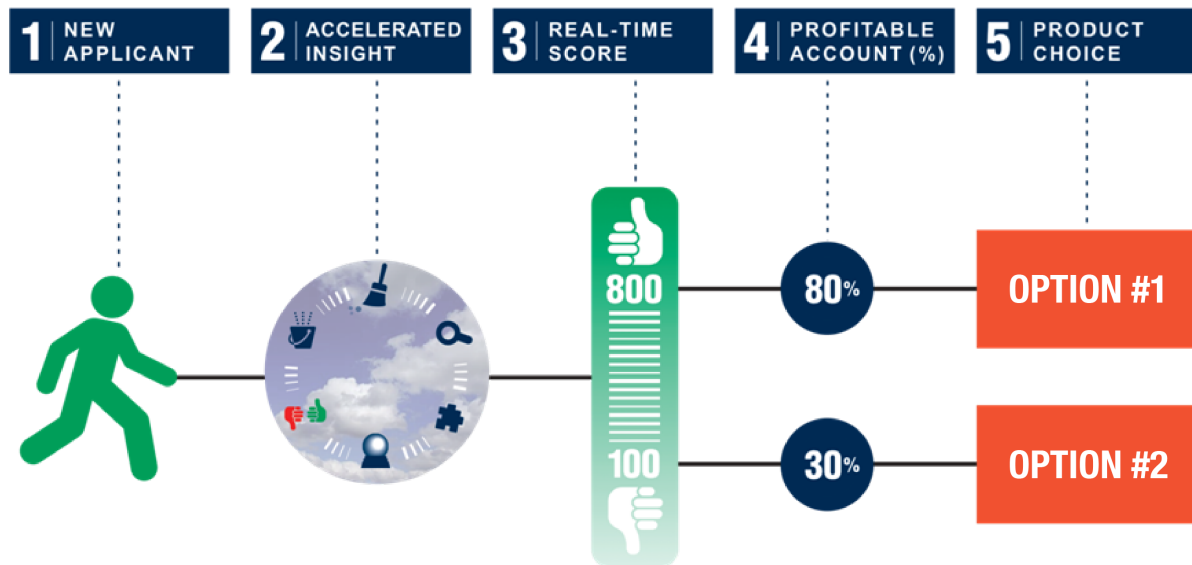 1 NEW
APPLICANT
2 ACCELERATED
INSIGHT
3 REAL-TIME
SCORE
4 PROFITABLE
ACCOUNT (%)
5 PRODUCT
CHOICE
800
80%
OPTION #1
100
30%
OPTION #2